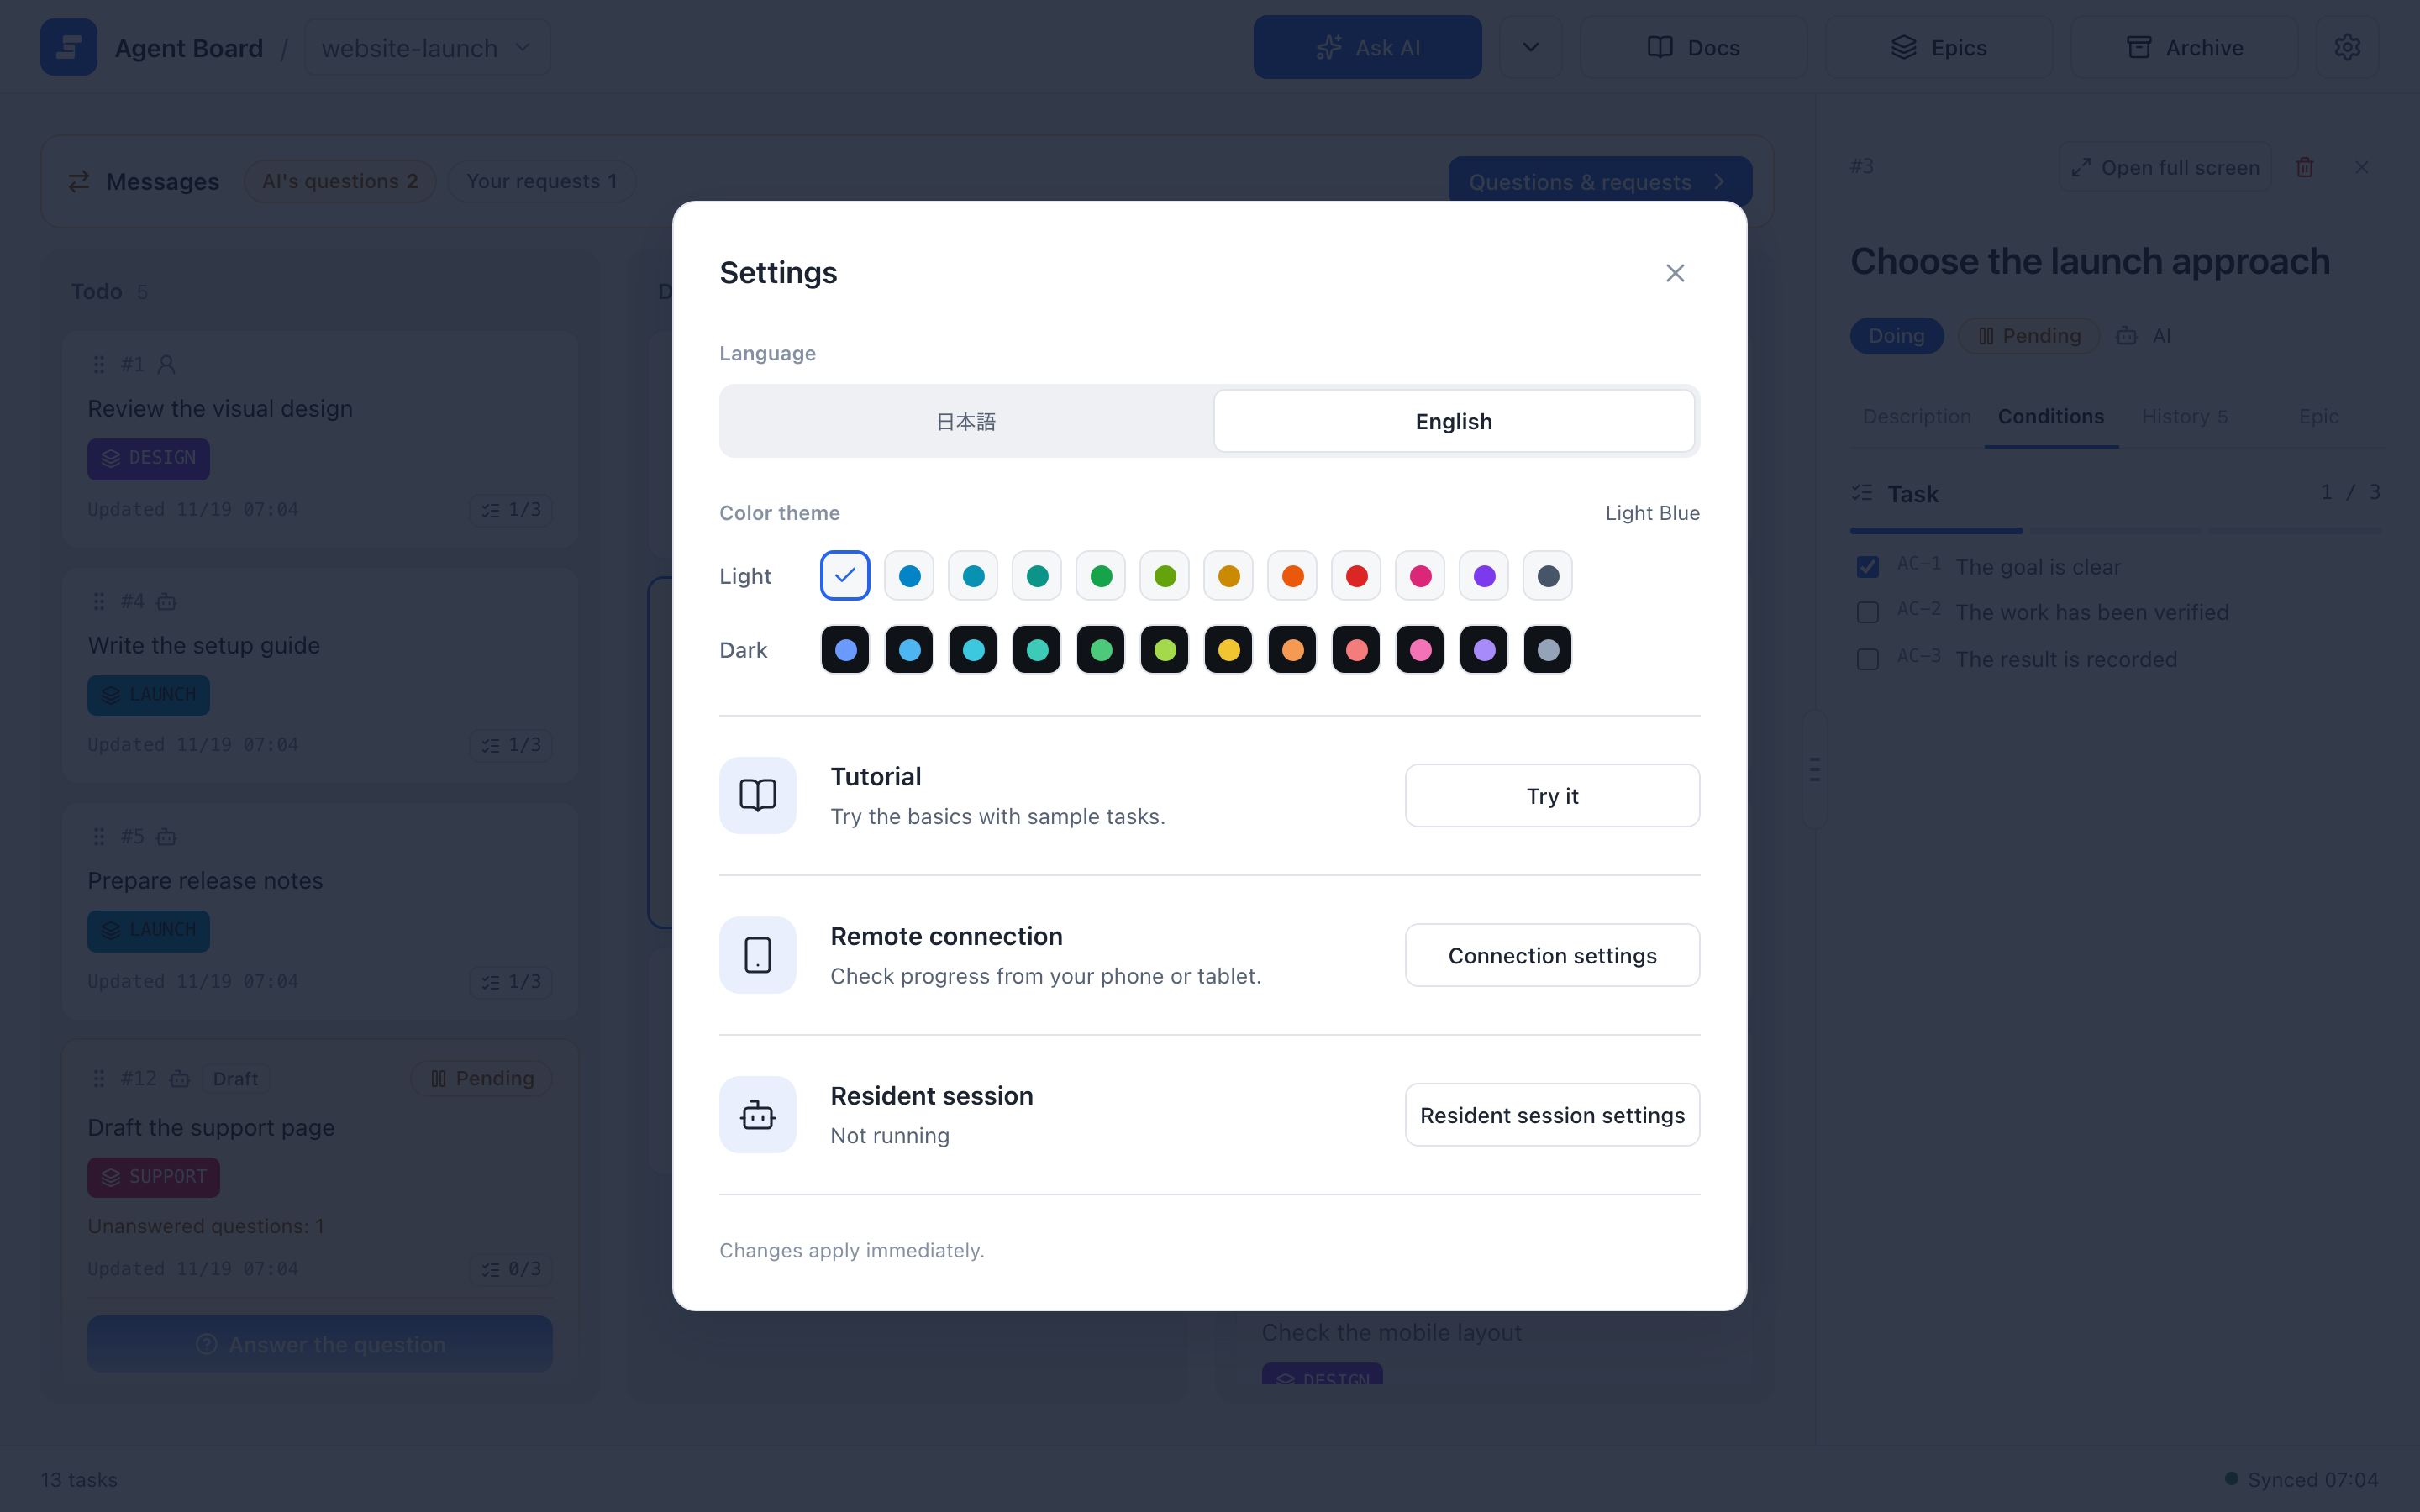 Agent Board / website-launch
Ask AI
Docs
Epics
Archive
Messages
AI's questions 2
Your requests 1
Questions & requests
Todo 5
#1
Review the visual design
DESIGN
Updated 11/19 07:04
1/3
#4
Write the setup guide
LAUNCH
Updated 11/19 07:04
1/3
#5
Prepare release notes
LAUNCH
Updated 11/19 07:04
1/3
#12
Draft
Pending
Draft the support page
SUPPORT
Unanswered questions: 1
Updated 11/19 07:04
0/3
Answer the question
D
Settings
Language
日本語
English
Color theme
Light Blue
Light
Dark
Tutorial
Try the basics with sample tasks.
Try it
Remote connection
Check progress from your phone or tablet.
Connection settings
Resident session
Not running
Resident session settings
Changes apply immediately.
Check the mobile layout
DESIGN
#3
Open full screen
Choose the launch approach
Doing
Pending
AI
Description
Conditions
History 5
Epic
Task
1 / 3
AC-1 The goal is clear
AC-2 The work has been verified
AC-3 The result is recorded
13 tasks
Synced 07:04